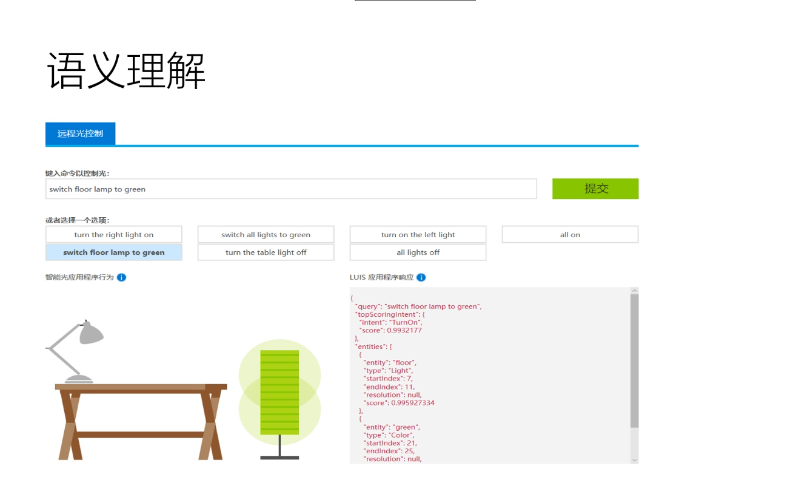 语义理解
远程光控制
键入命令以控制光:
switch floor lamp to green
提交
或者选择一个选项:
turn the right light on
switch all lights to green
turn on the left light
all on
switch floor lamp to green
turn the table light off
all lights off
智能光应用程序行为
LUIS 应用程序响应
{
"query": "switch floor lamp to green",
"topScoringIntent": {
"intent": "TurnOn",
"score": 0.9932177
},
"entities": [
{
"entity": "floor",
"type": "Light",
"startIndex": 7,
"endIndex": 11,
"resolution": null,
"score": 0.995927334
},
{
"entity": "green",
"type": "Color",
"startIndex": 21,
"endIndex": 25,
"resolution": null,